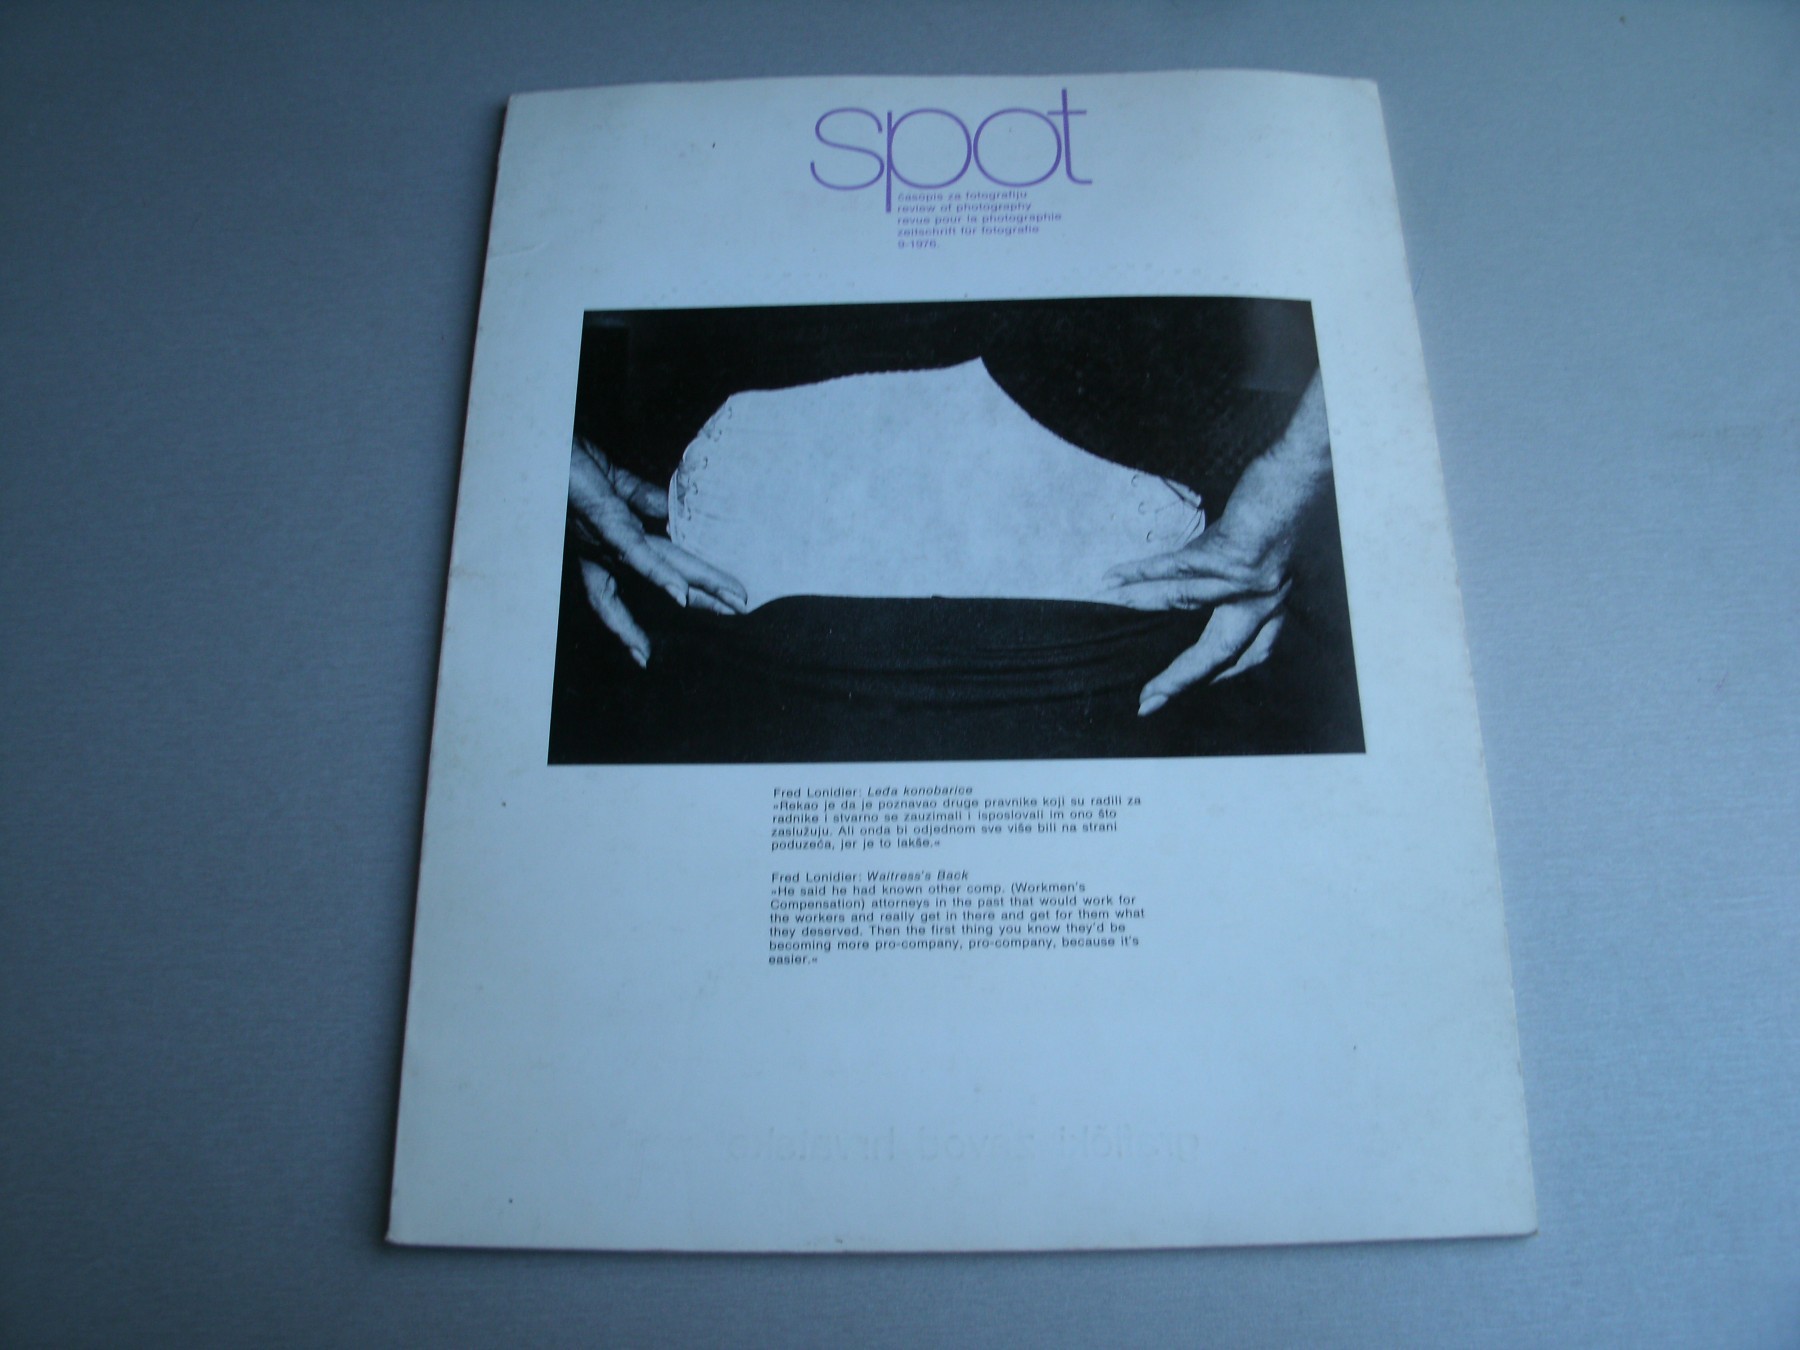 spot
časopis za fotografiju
review of photography
revue pour la photographie
zeitschrift für fotografie
9-1976.
Fred Lonidier: Leđa konobarice
»Rekao je da je poznavao druge pravnike koji su radili za
radnike i stvarno se zauzimali i isposlovali im ono što
zaslužuju. Ali onda bi odjednom sve više bili na strani
poduzeća, jer je to lakše.«
Fred Lonidier: Waitress's Back
»He said he had known other comp. (Workmen's
Compensation) attorneys in the past that would work for
the workers and really get in there and get for them what
they deserved. Then the first thing you know they'd be
becoming more pro-company, pro-company, because it's
easier.«
grafički zavod hrvatske